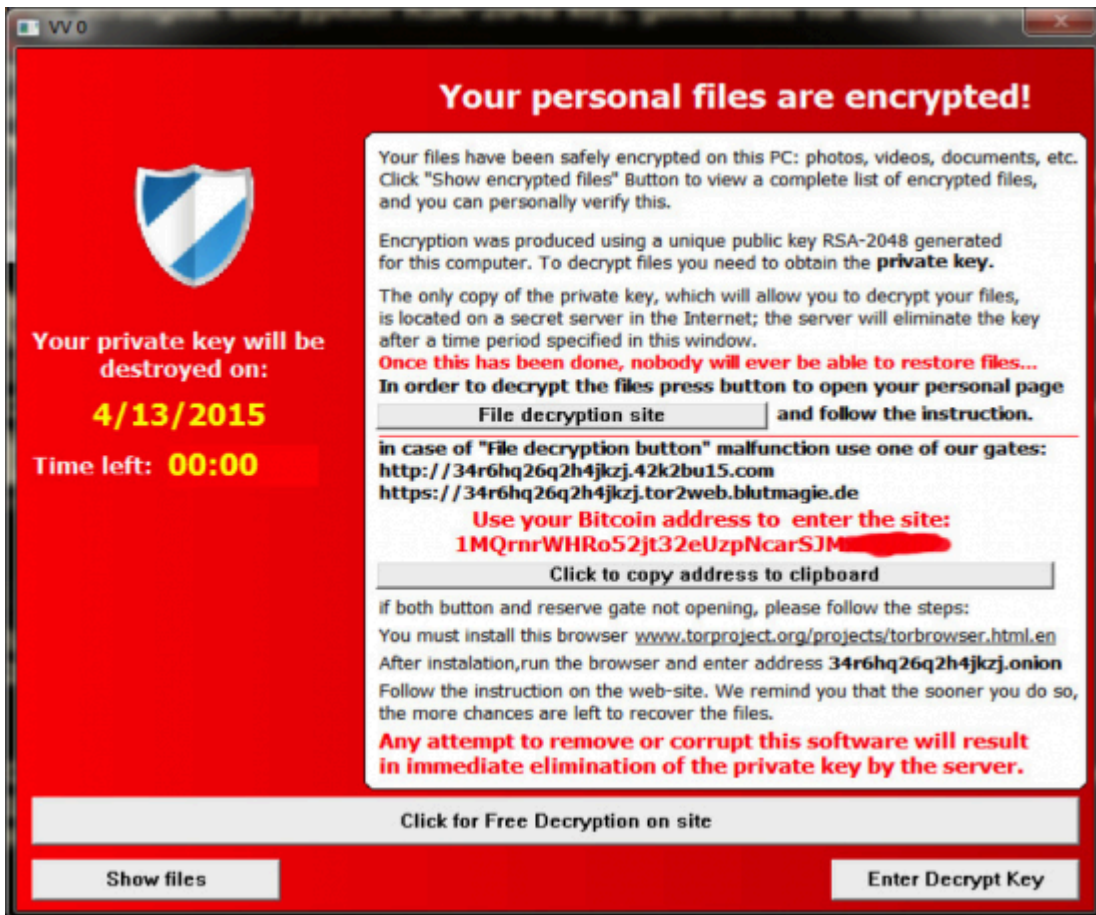 VV 0
Your personal files are encrypted!
Your files have been safely encrypted on this PC: photos, videos, documents, etc.
Click "Show encrypted files" Button to view a complete list of encrypted files,
and you can personally verify this.
Encryption was produced using a unique public key RSA-2048 generated
for this computer. To decrypt files you need to obtain the private key.
The only copy of the private key, which will allow you to decrypt your files,
is located on a secret server in the Internet; the server will eliminate the key
after a time period specified in this window.
Once this has been done, nobody will ever be able to restore files...
In order to decrypt the files press button to open your personal page
File decryption site and follow the instruction.
in case of "File decryption button" malfunction use one of our gates:
http://34r6hq26q2h4jkzj.42k2bu15.com
https://34r6hq26q2h4jkzj.tor2web.blutmagie.de
Use your Bitcoin address to enter the site:
1MQrnrWHRo52jt32eUzpNcarSJM
Click to copy address to clipboard
if both button and reserve gate not opening, please follow the steps:
You must install this browser www.torproject.org/projects/torbrowser.html.en
After instalation,run the browser and enter address 34r6hq26q2h4jkzj.onion
Follow the instruction on the web-site. We remind you that the sooner you do so,
the more chances are left to recover the files.
Any attempt to remove or corrupt this software will result
in immediate elimination of the private key by the server.
Your private key will be
destroyed on:
4/13/2015
Time left: 00:00
Click for Free Decryption on site
Show files
Enter Decrypt Key